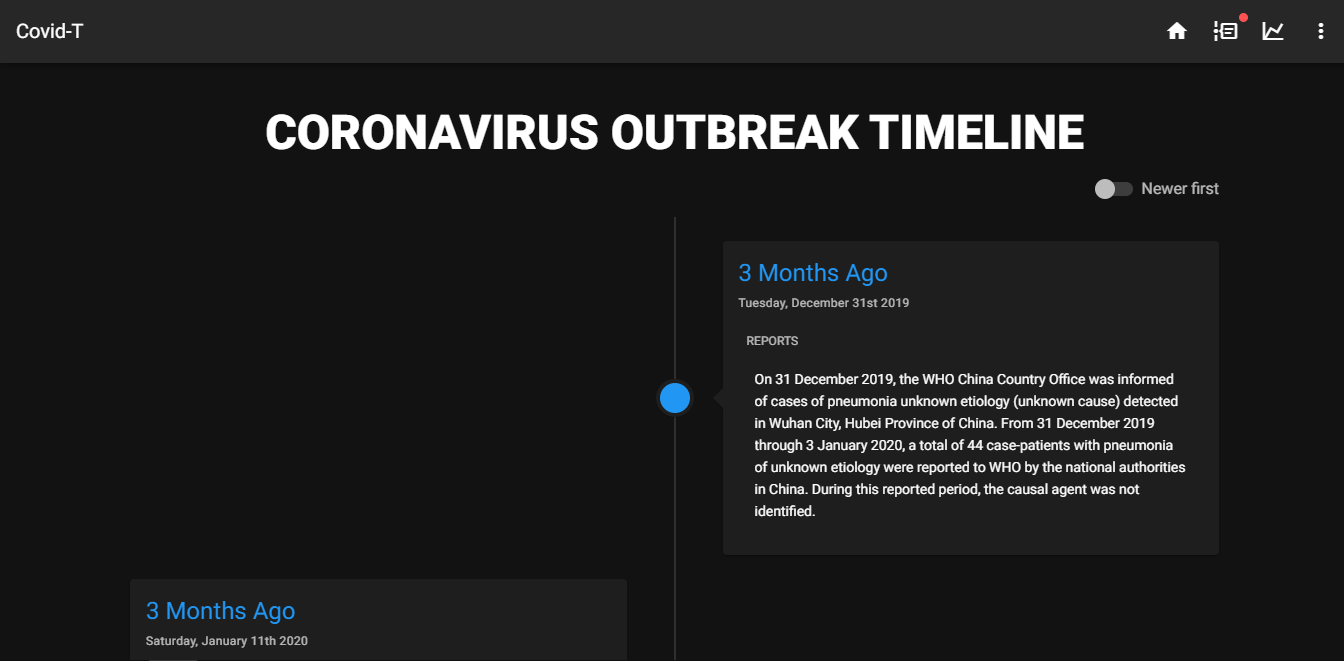 Covid-T
CORONAVIRUS OUTBREAK TIMELINE
Newer first
3 Months Ago
Tuesday, December 31st 2019
REPORTS
On 31 December 2019, the WHO China Country Office was informed
of cases of pneumonia unknown etiology (unknown cause) detected
in Wuhan City, Hubei Province of China. From 31 December 2019
through 3 January 2020, a total of 44 case-patients with pneumonia
of unknown etiology were reported to WHO by the national authorities
in China. During this reported period, the causal agent was not
identified.
3 Months Ago
Saturday, January 11th 2020